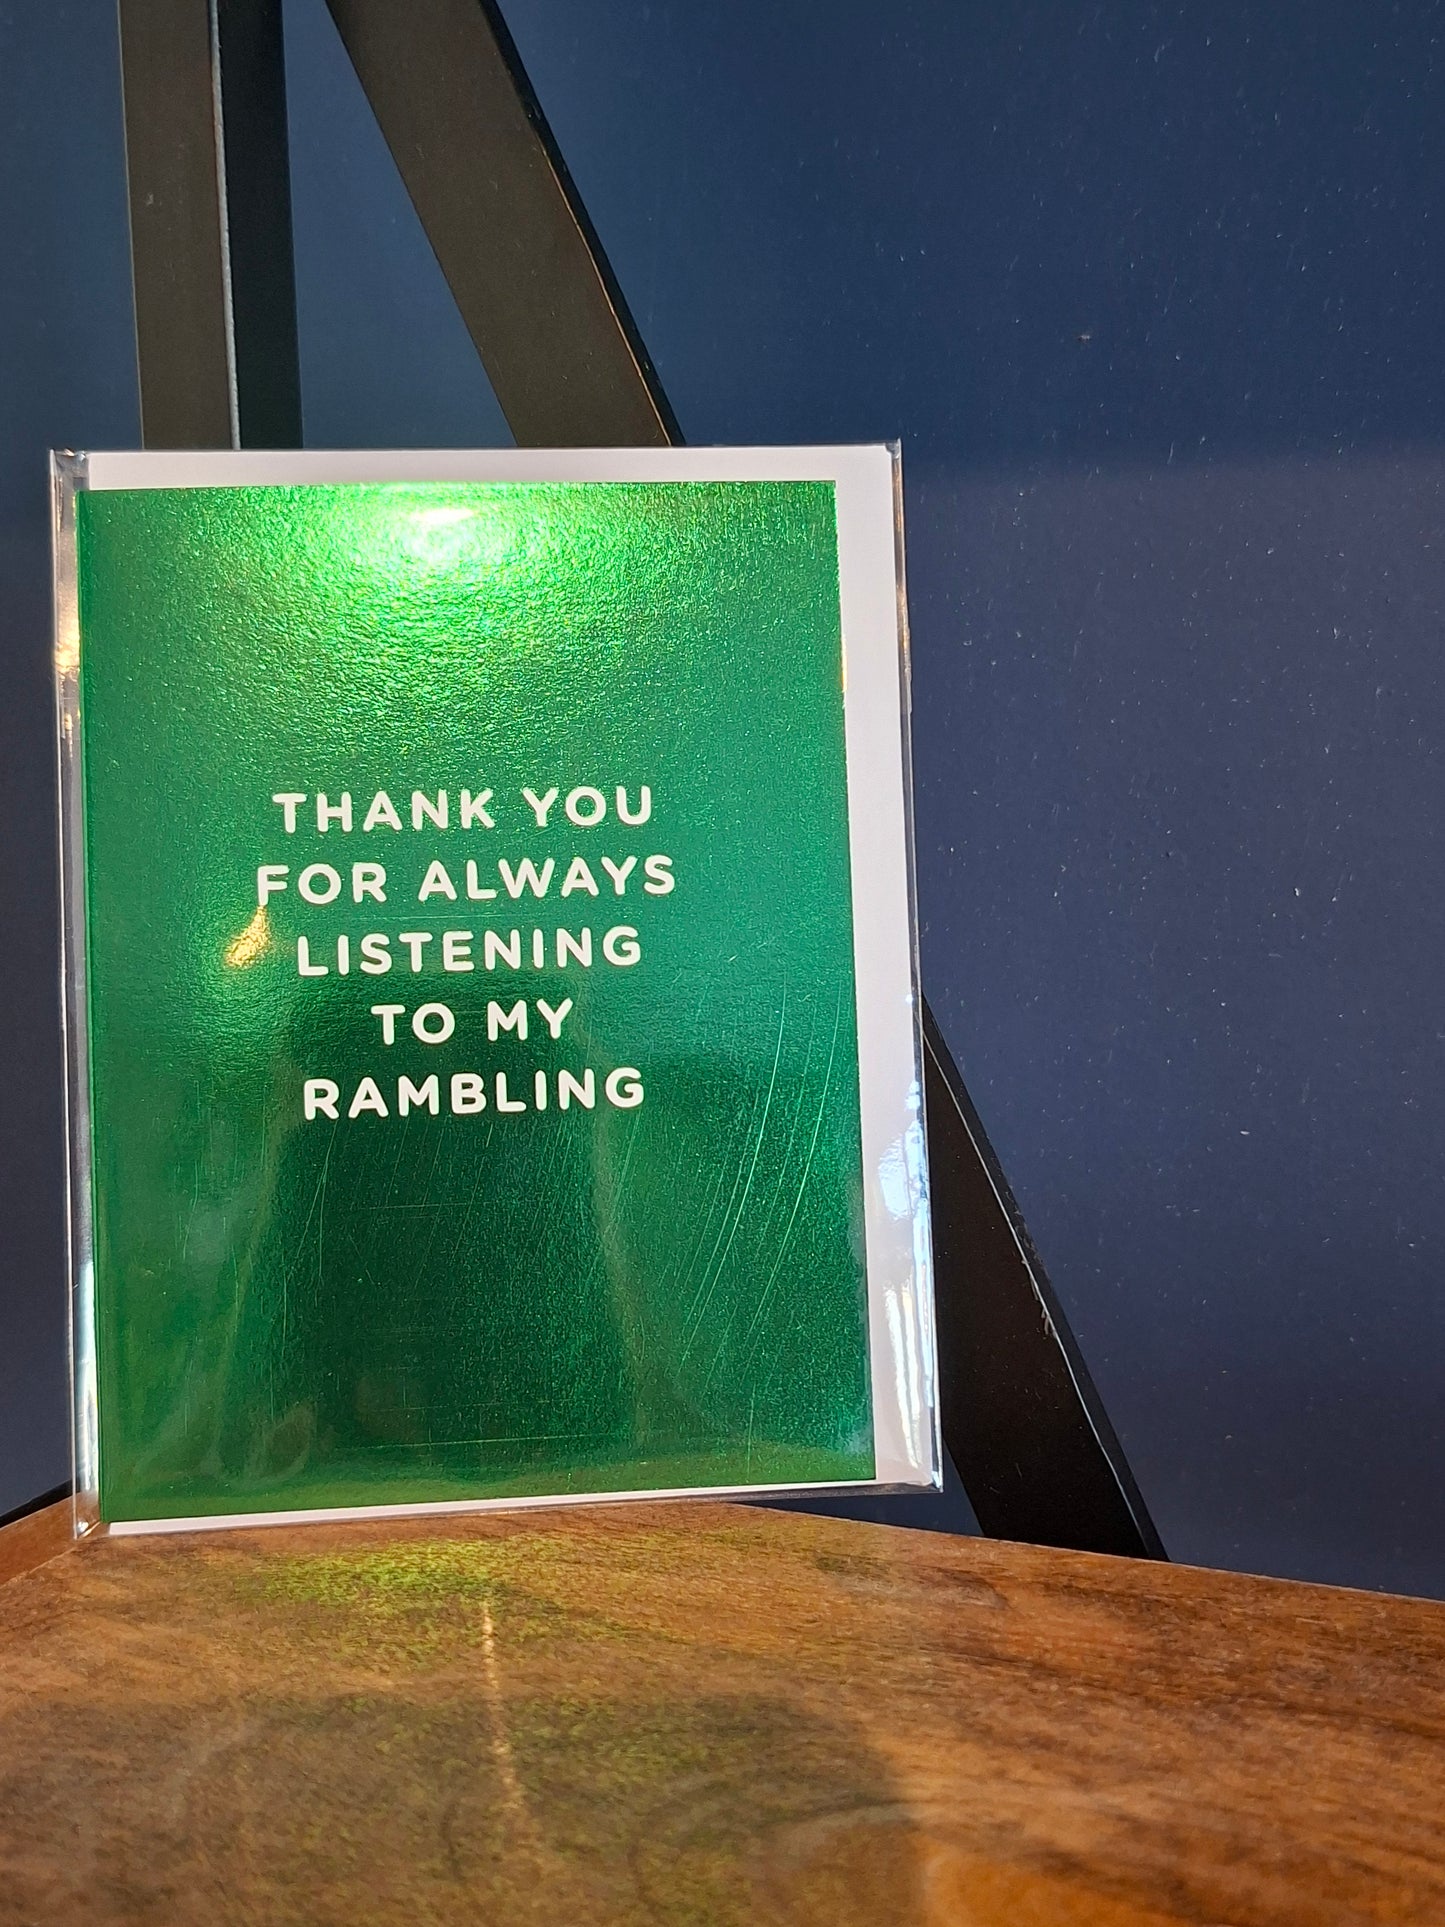 THANK YOU
FOR ALWAYS
LISTENING
TO MY
RAMBLING